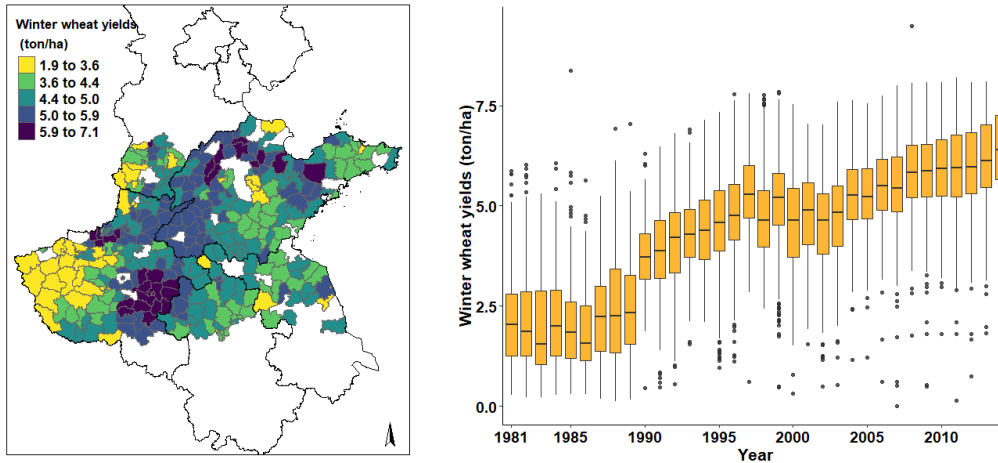 Winter wheat yields
(ton/ha)
1.9 to 3.6
3.6 to 4.4
4.4 to 5.0
5.0 to 5.9
5.9 to 7.1
Winter wheat yields (ton/ha)
7.5
5.0
2.5
0.0
1981 1985 1990 1995 2000 2005 2010
Year